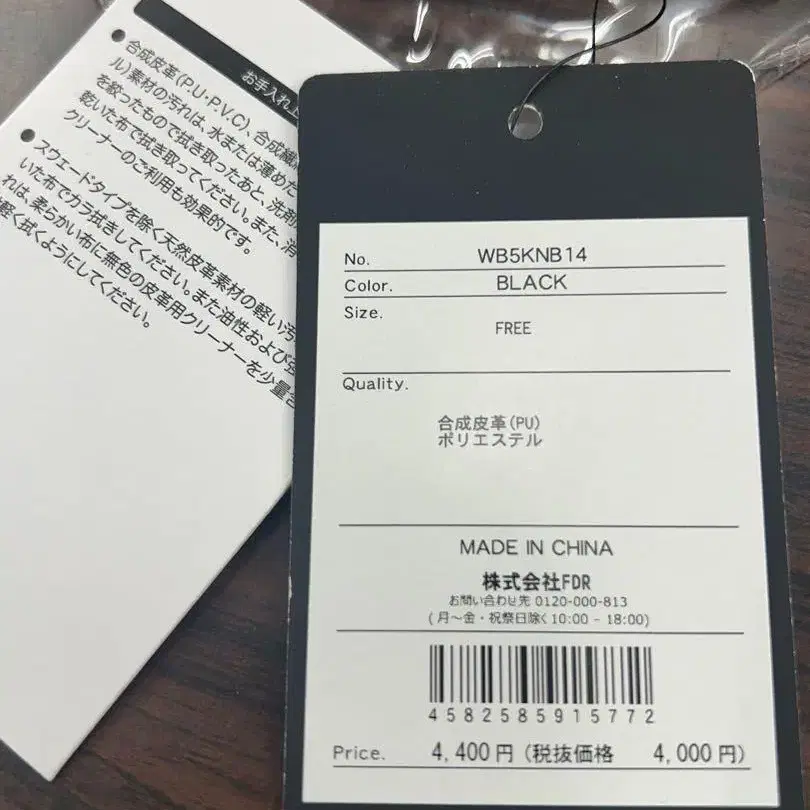 お手入れ
合成皮革(P.U・P.V.C)、合成繊
ル)素材の汚れは、水または薄めた
を絞ったもので拭き取ったあと、洗剤
乾いた布で拭き取ってください。また、消
クリーナーのご利用も効果的です。
スウェードタイプを除く天然皮革素材の軽い汚
いた布でカラ拭きしてください。また油性および強
れは、柔らかい布に無色の皮革用クリーナーを少量含
軽く拭くようにしてください。
No. WB5KNB14
Color. BLACK
Size.
FREE
Quality.
合成皮革(PU)
ポリエステル
MADE IN CHINA
株式会社FDR
お問い合わせ先 0120-000-813
(月～金・祝祭日除く10:00 - 18:00)
4582585915772
Price. 4,400円 (税抜価格 4,000円)